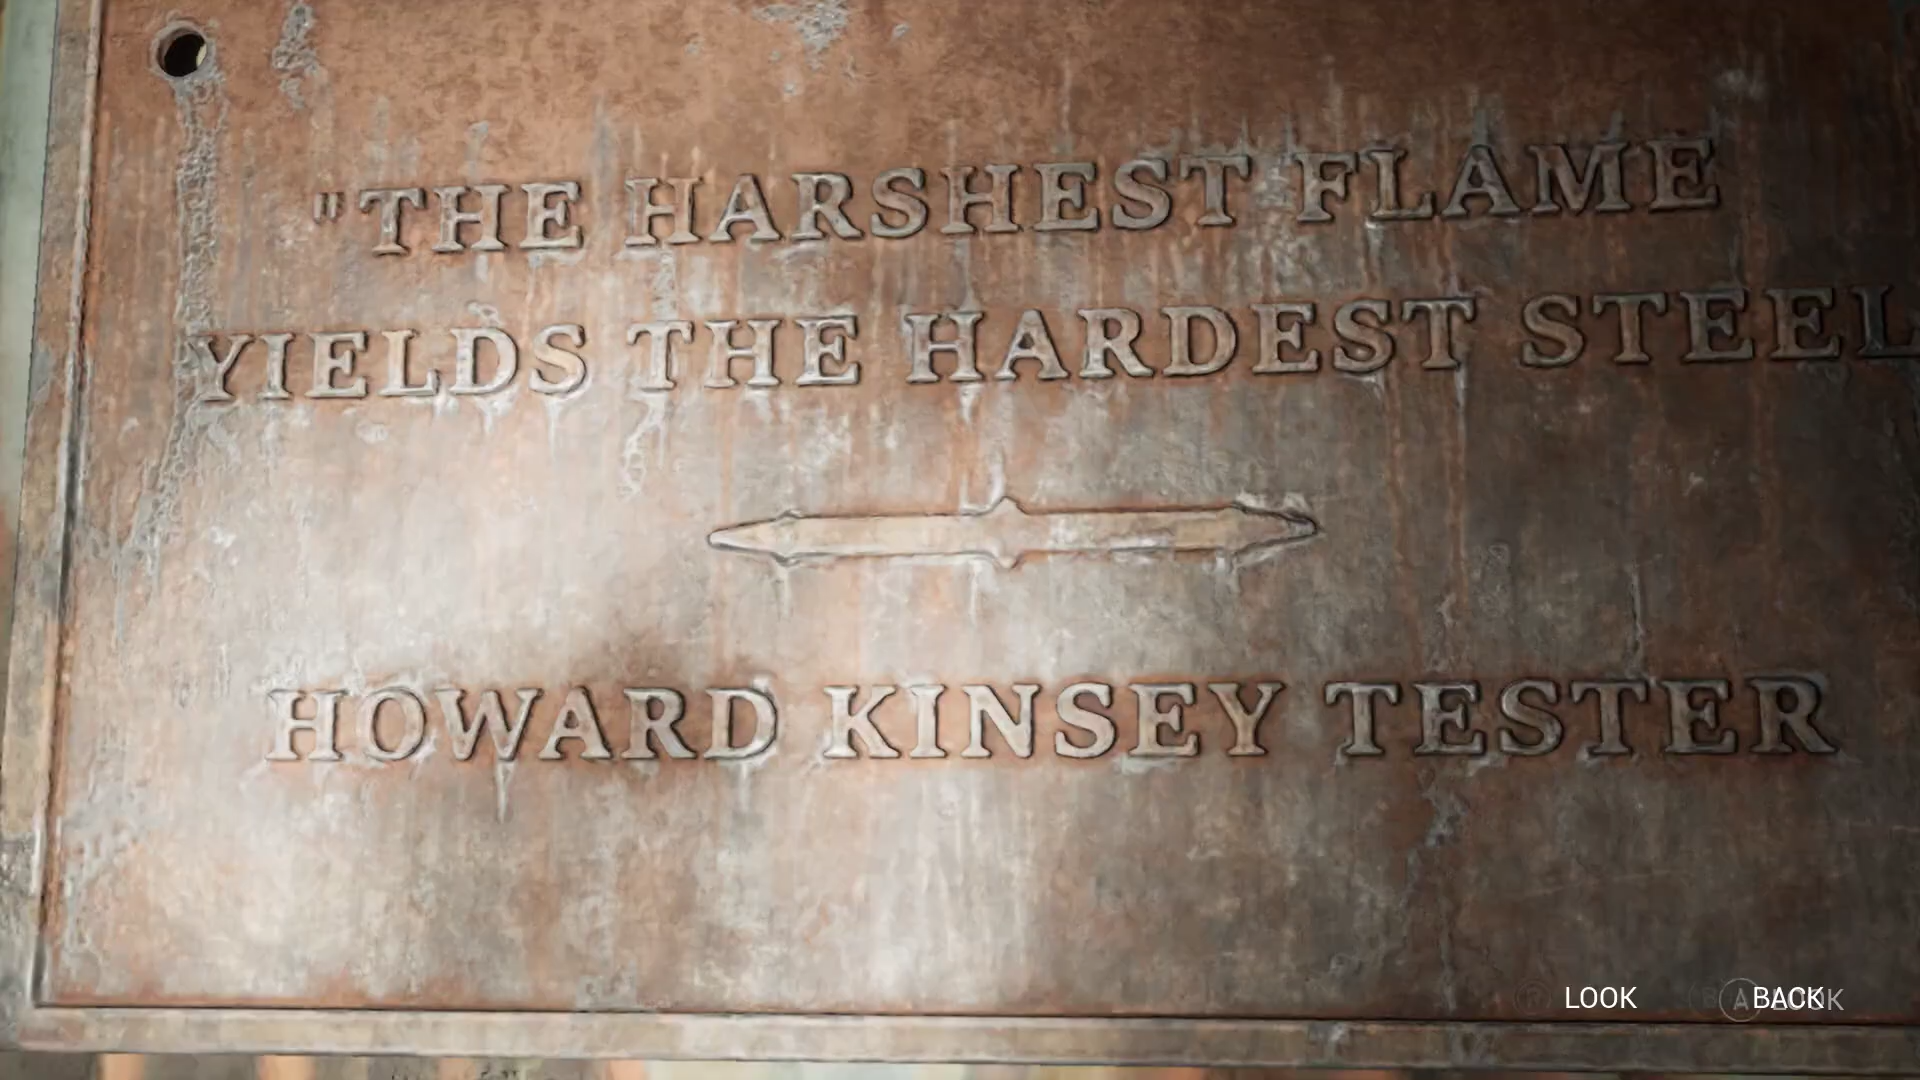 "THE HARSHEST FLAME
YIELDS THE HARDEST STEEL
HOWARD KINSEY TESTER
LOOK BACK